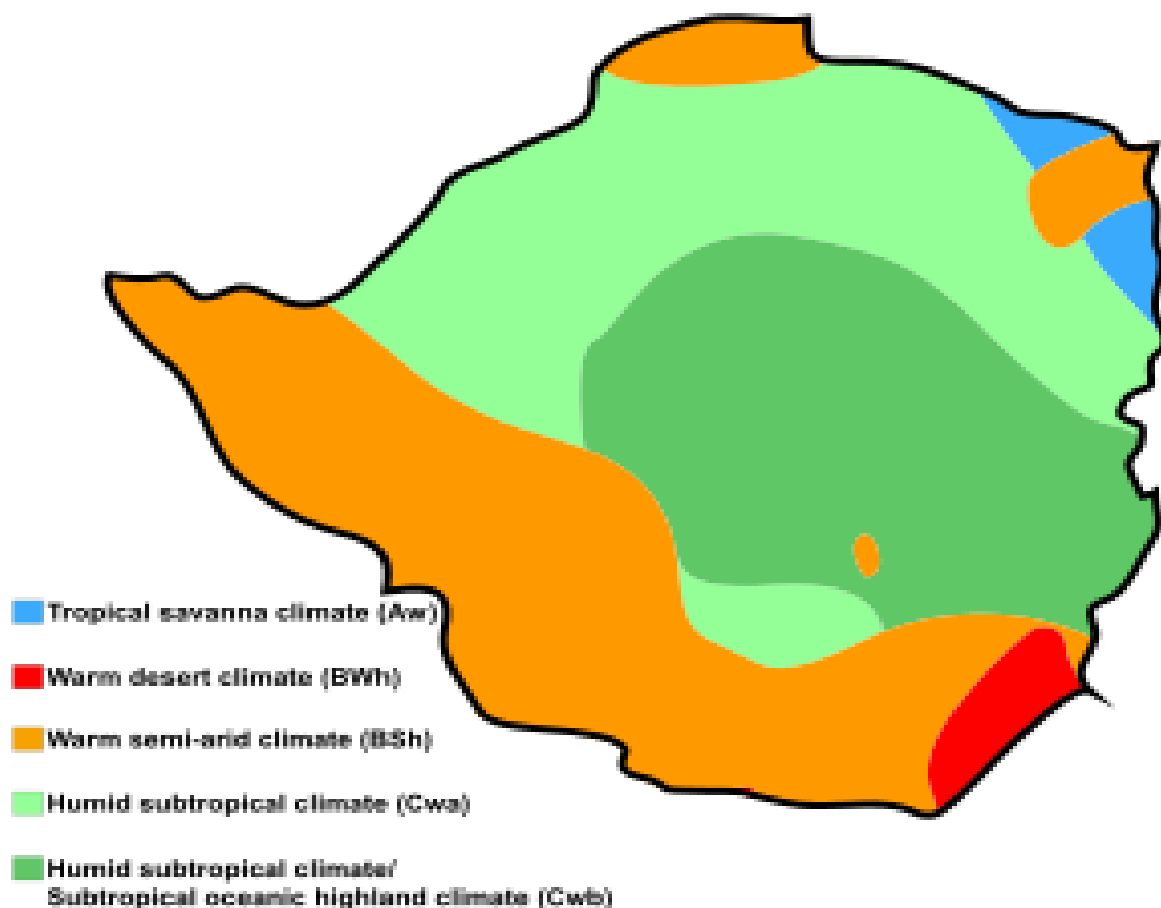 Tropical savanna climate (Aw)
Warm desert climate (BWh)
Warm semi-arid climate (BSh)
Humid subtropical climate (Cwa)
Humid subtropical climate/
Subtropical oceanic highland climate (Cwb)